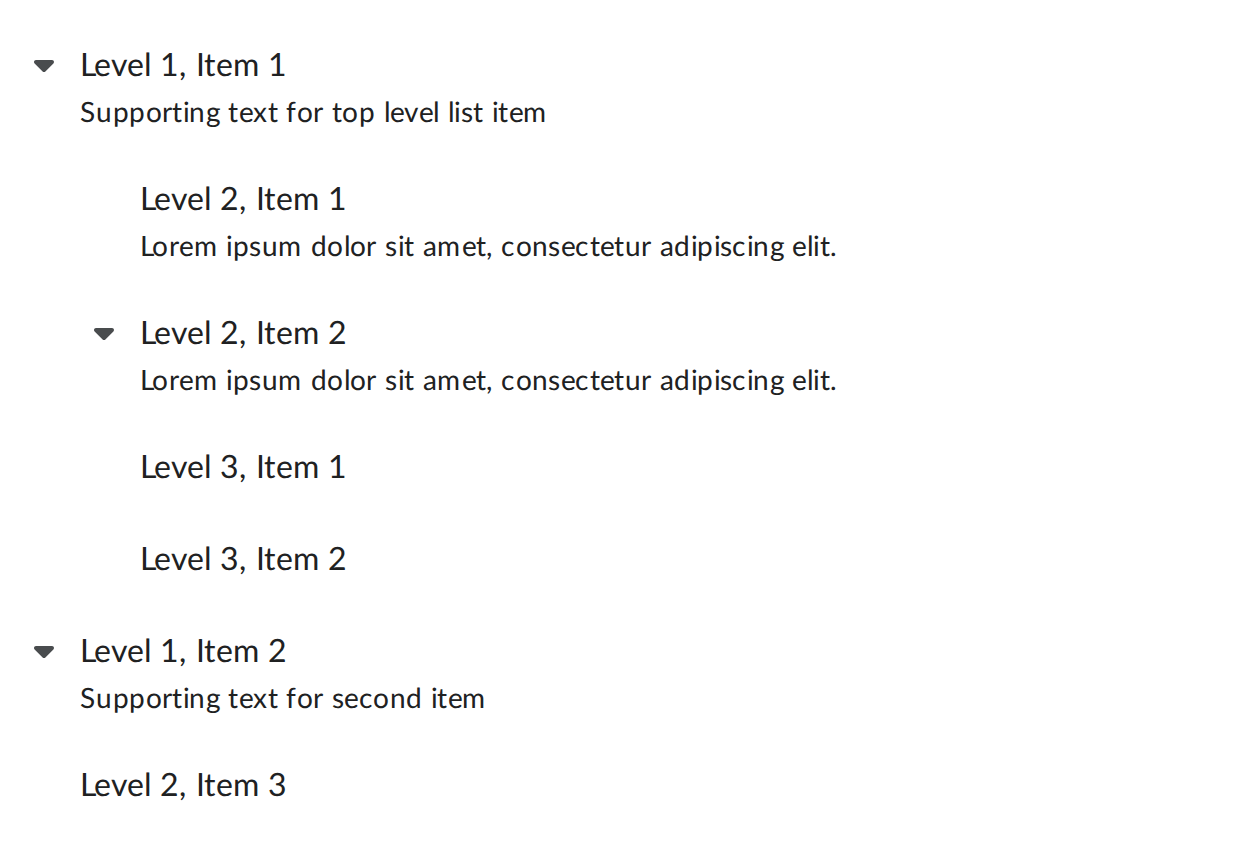 Level 1, Item 1
Supporting text for top level list item
Level 2, Item 1
Lorem ipsum dolor sit amet, consectetur adipiscing elit.
Level 2, Item 2
Lorem ipsum dolor sit amet, consectetur adipiscing elit.
Level 3, Item 1
Level 3, Item 2
Level 1, Item 2
Supporting text for second item
Level 2, Item 3